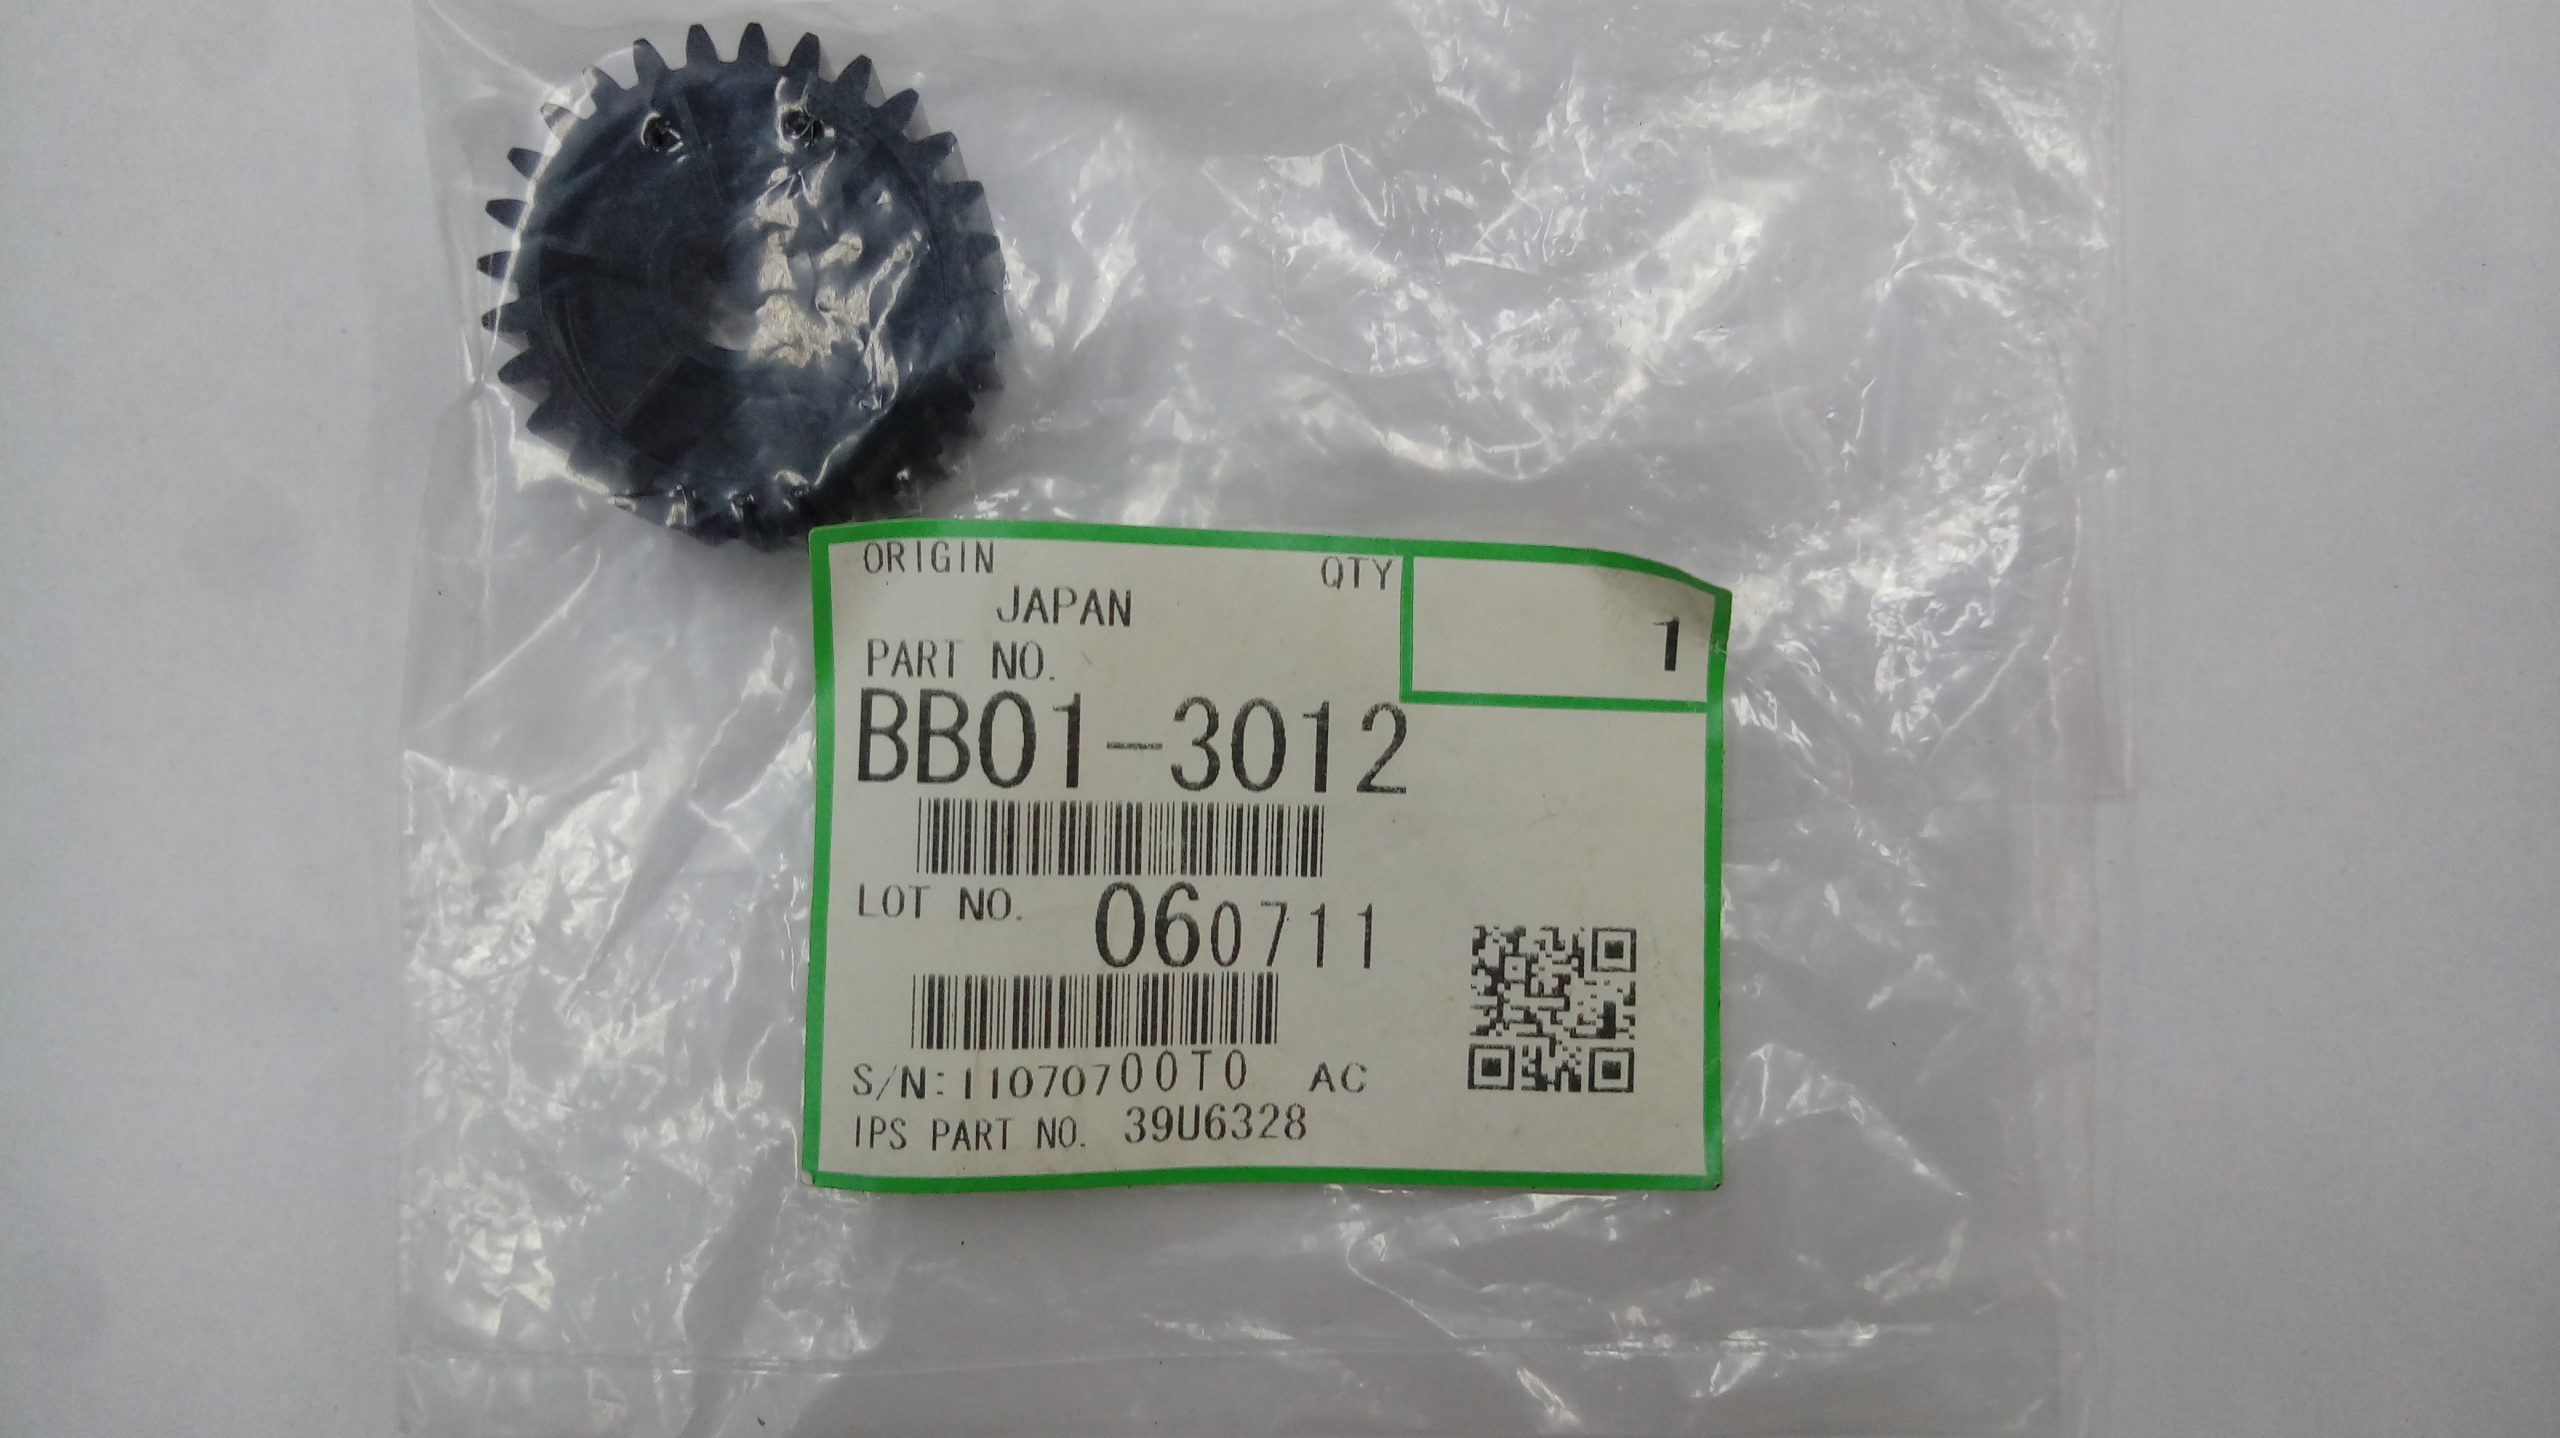 ORIGIN
JAPAN
QTY
1
PART NO.
BB01-3012
LOT NO. 060711
S/N:11070700T0 AC
IPS PART NO. 39U6328